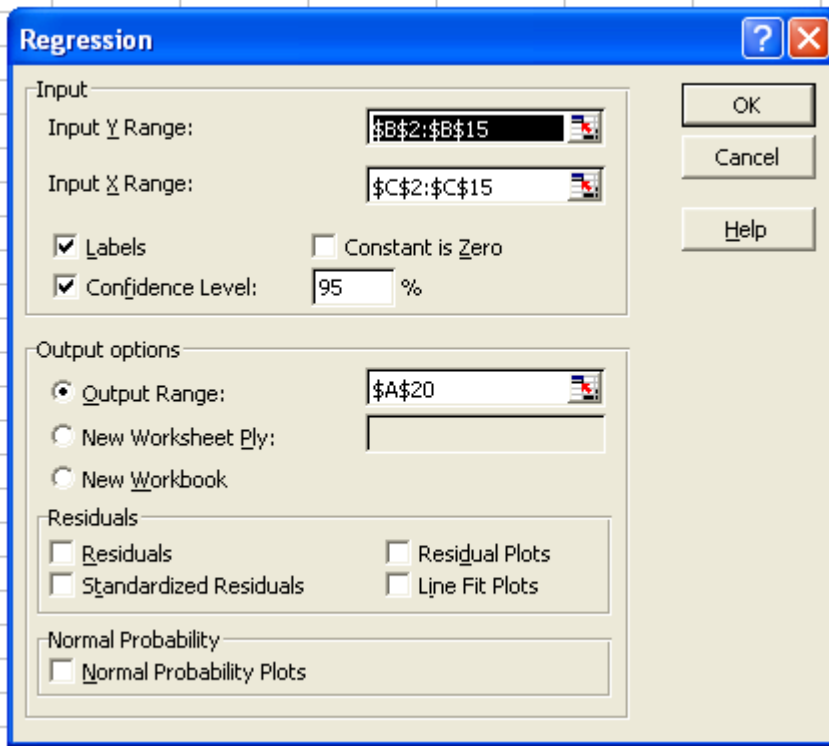 Regression
Input
Input Y Range: $B$2:$B$15
Input X Range: $C$2:$C$15
Labels Constant is Zero
Confidence Level: 95 %
OK
Cancel
Help
Output options
Output Range: $A$20
New Worksheet Ply:
New Workbook
Residuals
Residuals Residual Plots
Standardized Residuals Line Fit Plots
Normal Probability
Normal Probability Plots